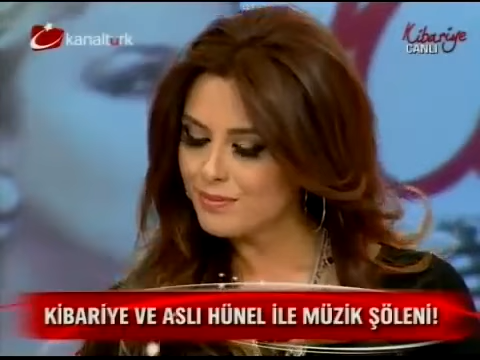 kanaltürk
Kibariye
CANLI
KİBARİYE VE ASLI HÜNEL İLE MÜZİK ŞÖLENİ!